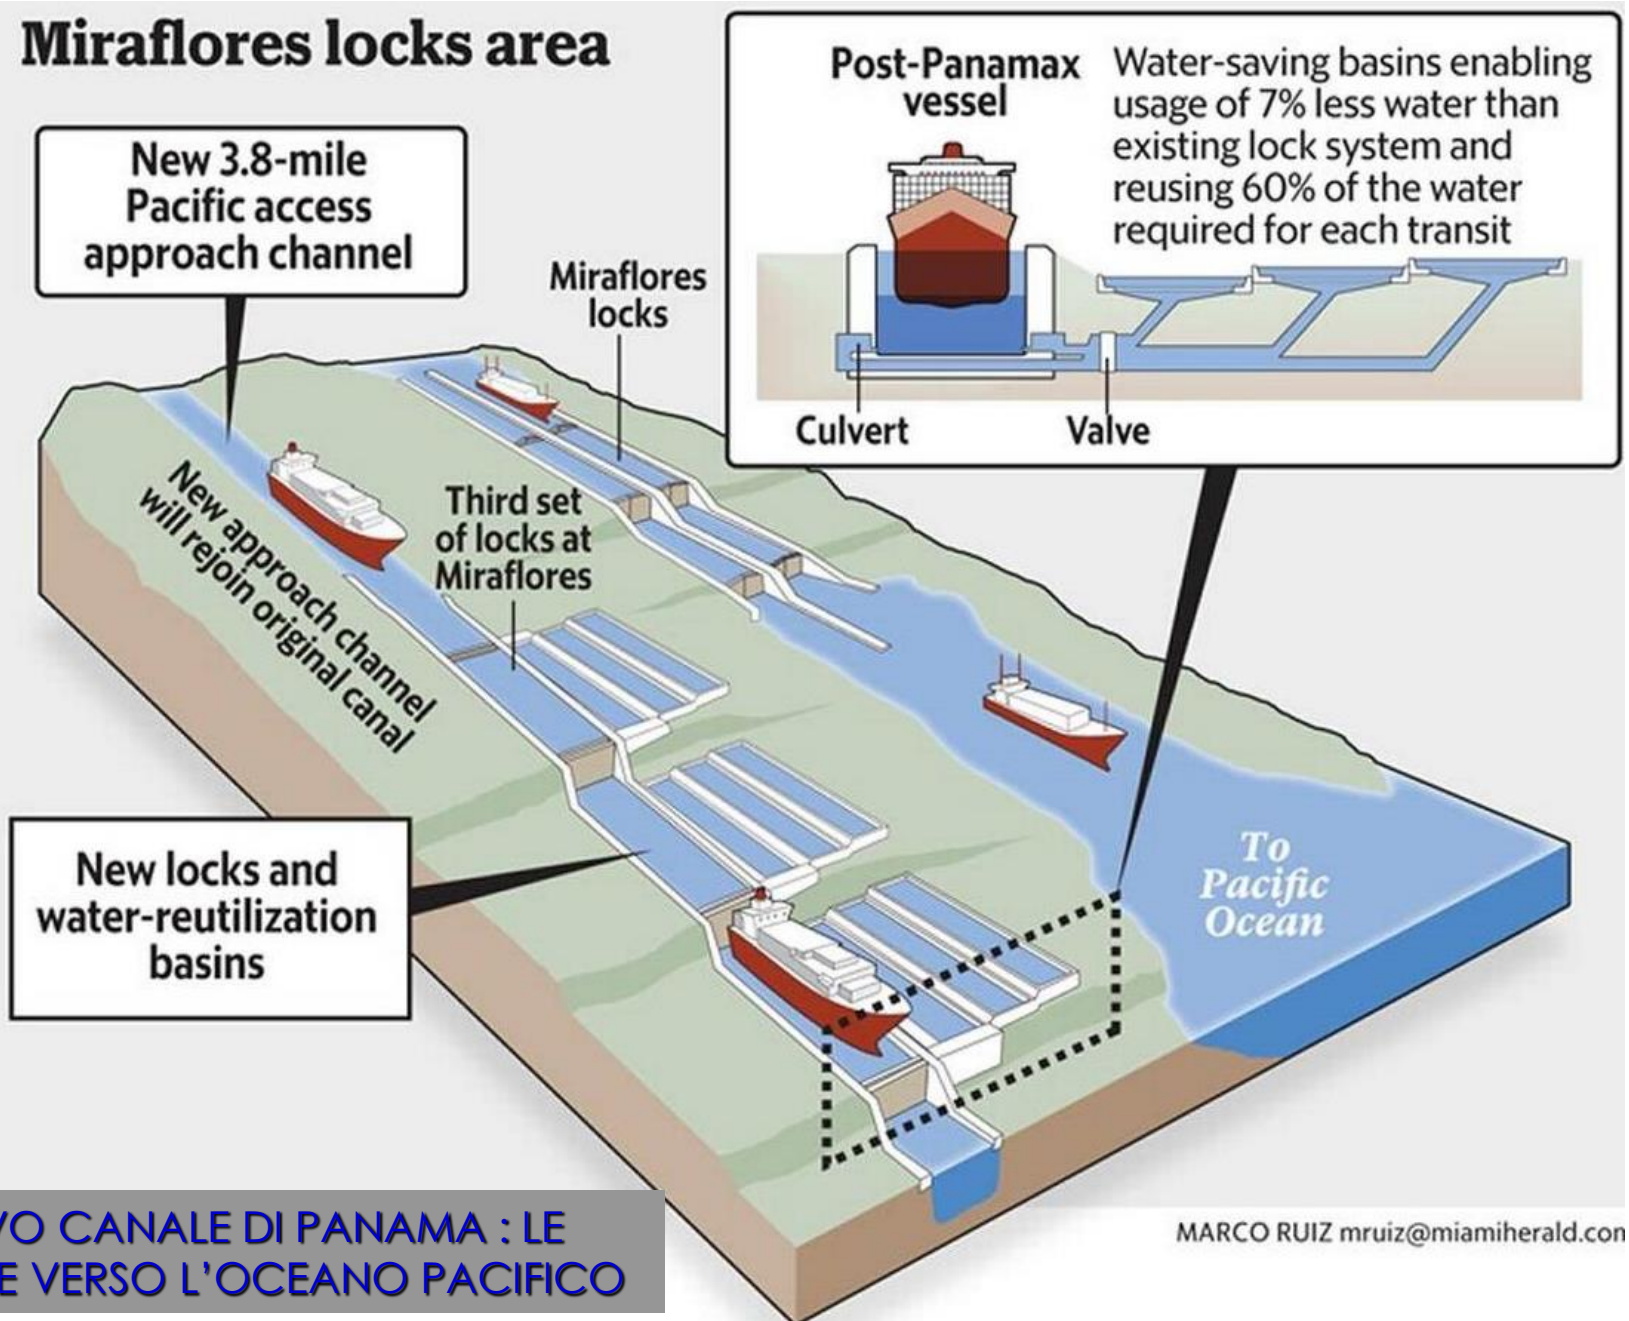 Miraflores locks area
Post-Panamax
vessel
Water-saving basins enabling
usage of 7% less water than
existing lock system and
reusing 60% of the water
required for each transit
Culvert
Valve
New 3.8-mile
Pacific access
approach channel
Miraflores
locks
New approach channel
will rejoin original canal
Third set
of locks at
Miraflores
New locks and
water-reutilization
basins
To
Pacific
Ocean
VO CANALE DI PANAMA : LE
E VERSO L'OCEANO PACIFICO
MARCO RUIZ mruiz@miamiherald.com